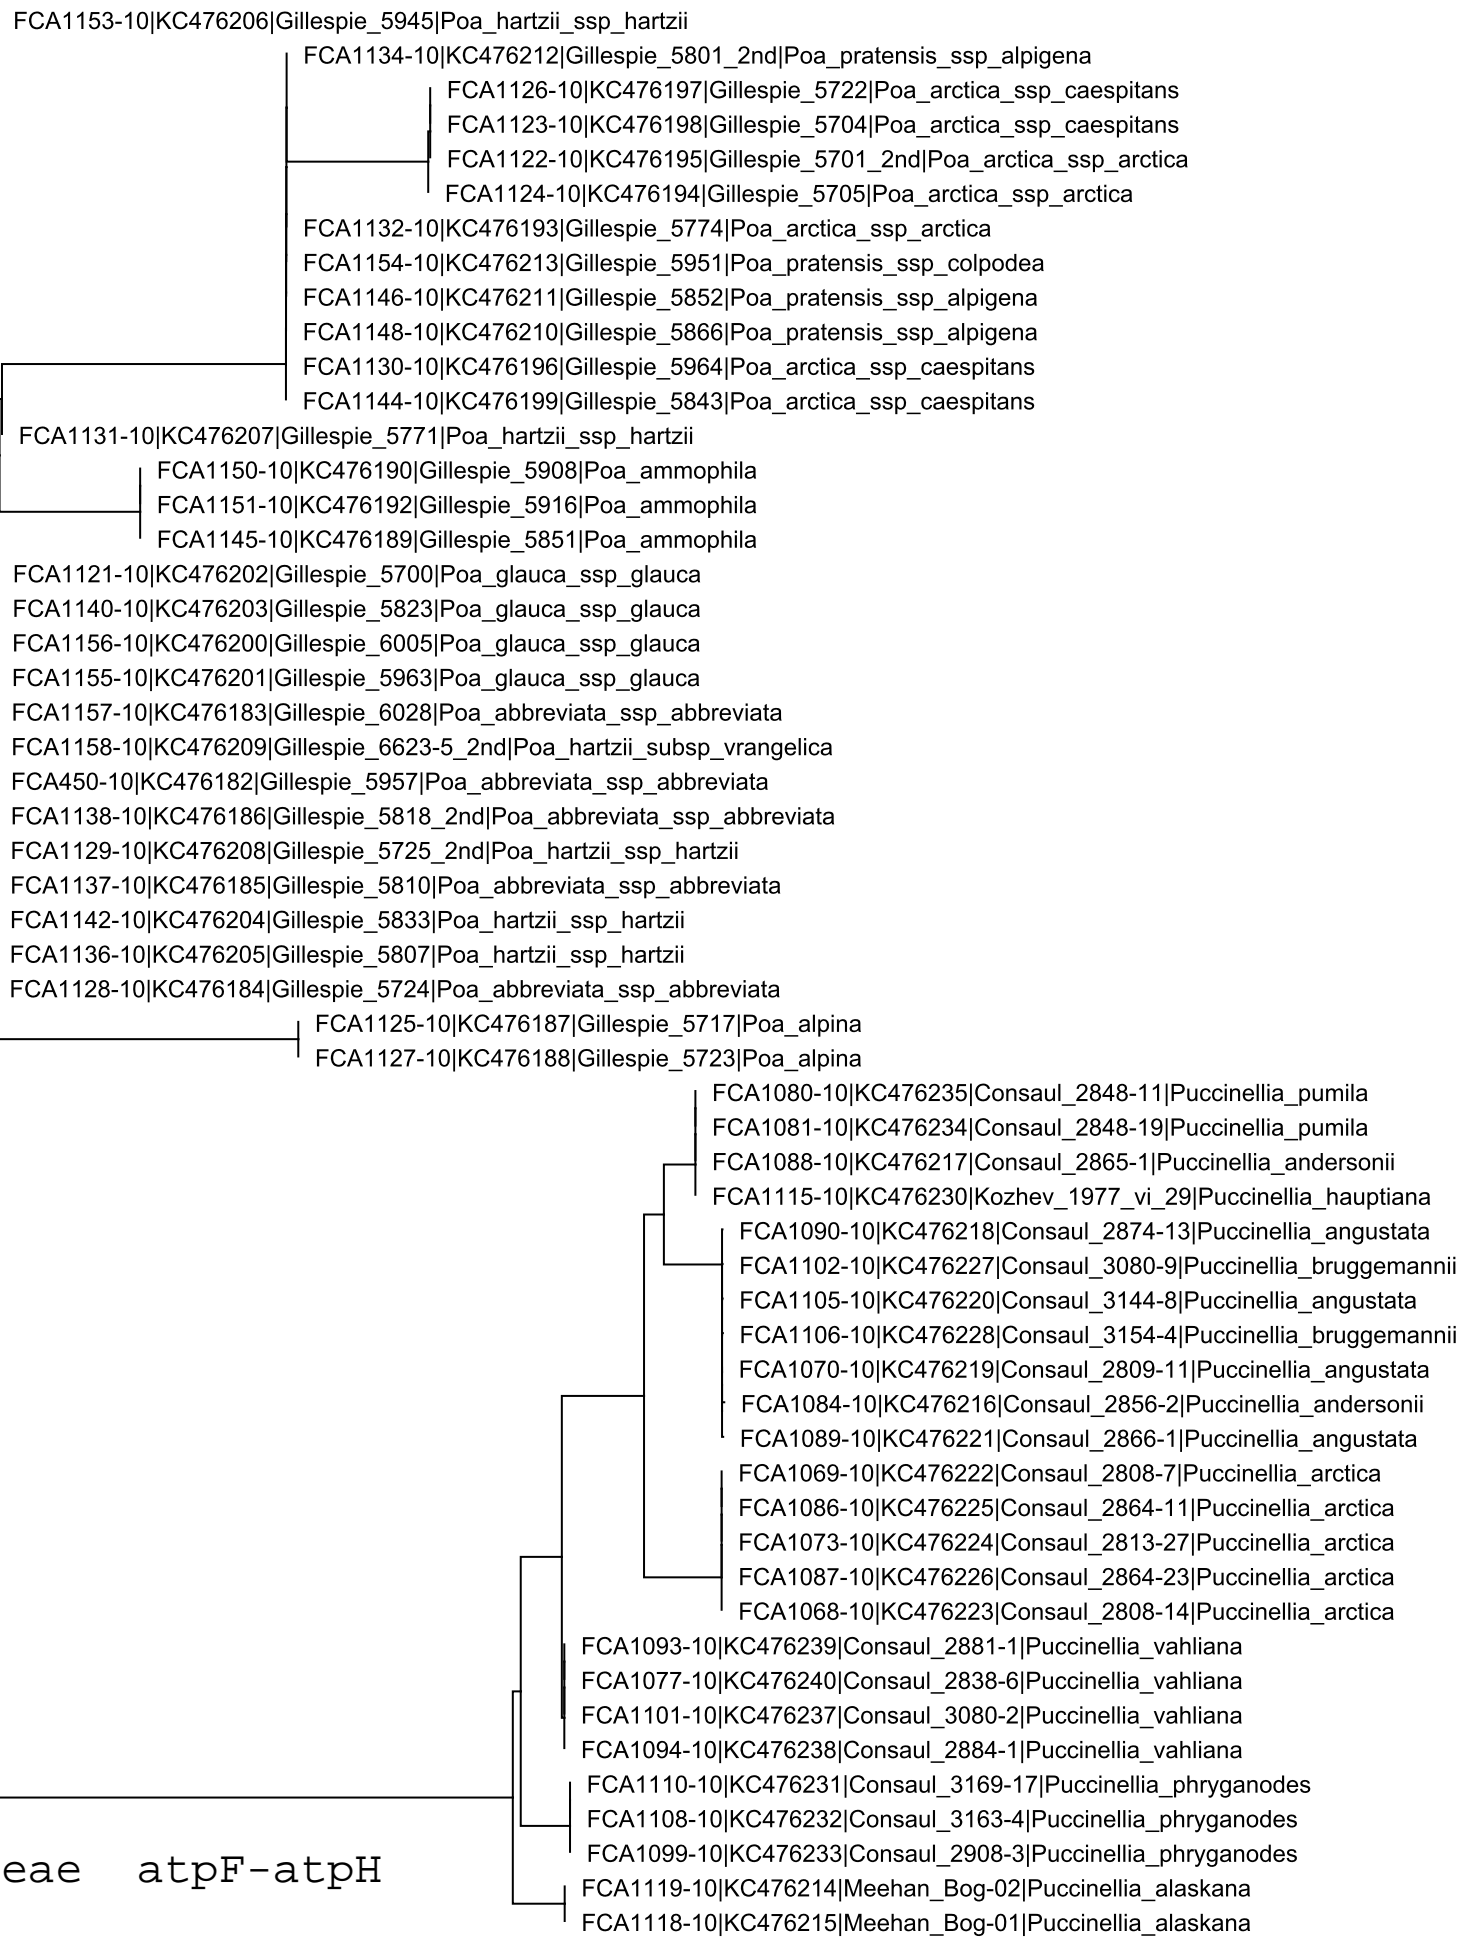 FCA1153-10|KC476206|Gillespie_5945|Poa_hartzii_ssp_hartzii
FCA1134-10|KC476212|Gillespie_5801_2nd|Poa_pratensis_ssp_alpigena
FCA1126-10|KC476197|Gillespie_5722|Poa_arctica_ssp_caespitans
FCA1123-10|KC476198|Gillespie_5704|Poa_arctica_ssp_caespitans
FCA1122-10|KC476195|Gillespie_5701_2nd|Poa_arctica_ssp_arctica
FCA1124-10|KC476194|Gillespie_5705|Poa_arctica_ssp_arctica
FCA1132-10|KC476193|Gillespie_5774|Poa_arctica_ssp_arctica
FCA1154-10|KC476213|Gillespie_5951|Poa_pratensis_ssp_colpodea
FCA1146-10|KC476211|Gillespie_5852|Poa_pratensis_ssp_alpigena
FCA1148-10|KC476210|Gillespie_5866|Poa_pratensis_ssp_alpigena
FCA1130-10|KC476196|Gillespie_5964|Poa_arctica_ssp_caespitans
FCA1144-10|KC476199|Gillespie_5843|Poa_arctica_ssp_caespitans
FCA1131-10|KC476207|Gillespie_5771|Poa_hartzii_ssp_hartzii
FCA1150-10|KC476190|Gillespie_5908|Poa_ammophila
FCA1151-10|KC476192|Gillespie_5916|Poa_ammophila
FCA1145-10|KC476189|Gillespie_5851|Poa_ammophila
FCA1121-10|KC476202|Gillespie_5700|Poa_glauca_ssp_glauca
FCA1140-10|KC476203|Gillespie_5823|Poa_glauca_ssp_glauca
FCA1156-10|KC476200|Gillespie_6005|Poa_glauca_ssp_glauca
FCA1155-10|KC476201|Gillespie_5963|Poa_glauca_ssp_glauca
FCA1157-10|KC476183|Gillespie_6028|Poa_abbreviata_ssp_abbreviata
FCA1158-10|KC476209|Gillespie_6623-5_2nd|Poa_hartzii_subsp_vrangelica
FCA450-10|KC476182|Gillespie_5957|Poa_abbreviata_ssp_abbreviata
FCA1138-10|KC476186|Gillespie_5818_2nd|Poa_abbreviata_ssp_abbreviata
FCA1129-10|KC476208|Gillespie_5725_2nd|Poa_hartzii_ssp_hartzii
FCA1137-10|KC476185|Gillespie_5810|Poa_abbreviata_ssp_abbreviata
FCA1142-10|KC476204|Gillespie_5833|Poa_hartzii_ssp_hartzii
FCA1136-10|KC476205|Gillespie_5807|Poa_hartzii_ssp_hartzii
FCA1128-10|KC476184|Gillespie_5724|Poa_abbreviata_ssp_abbreviata
FCA1125-10|KC476187|Gillespie_5717|Poa_alpina
FCA1127-10|KC476188|Gillespie_5723|Poa_alpina
FCA1080-10|KC476235|Consaul_2848-11|Puccinellia_pumila
FCA1081-10|KC476234|Consaul_2848-19|Puccinellia_pumila
FCA1088-10|KC476217|Consaul_2865-1|Puccinellia_andersonii
FCA1115-10|KC476230|Kozhev_1977_vi_29|Puccinellia_hauptiana
FCA1090-10|KC476218|Consaul_2874-13|Puccinellia_angustata
FCA1102-10|KC476227|Consaul_3080-9|Puccinellia_bruggemannii
FCA1105-10|KC476220|Consaul_3144-8|Puccinellia_angustata
FCA1106-10|KC476228|Consaul_3154-4|Puccinellia_bruggemannii
FCA1070-10|KC476219|Consaul_2809-11|Puccinellia_angustata
FCA1084-10|KC476216|Consaul_2856-2|Puccinellia_andersonii
FCA1089-10|KC476221|Consaul_2866-1|Puccinellia_angustata
FCA1069-10|KC476222|Consaul_2808-7|Puccinellia_arctica
FCA1086-10|KC476225|Consaul_2864-11|Puccinellia_arctica
FCA1073-10|KC476224|Consaul_2813-27|Puccinellia_arctica
FCA1087-10|KC476226|Consaul_2864-23|Puccinellia_arctica
FCA1068-10|KC476223|Consaul_2808-14|Puccinellia_arctica
FCA1093-10|KC476239|Consaul_2881-1|Puccinellia_vahliana
FCA1077-10|KC476240|Consaul_2838-6|Puccinellia_vahliana
FCA1101-10|KC476237|Consaul_3080-2|Puccinellia_vahliana
FCA1094-10|KC476238|Consaul_2884-1|Puccinellia_vahliana
FCA1110-10|KC476231|Consaul_3169-17|Puccinellia_phryganodes
FCA1108-10|KC476232|Consaul_3163-4|Puccinellia_phryganodes
FCA1099-10|KC476233|Consaul_2908-3|Puccinellia_phryganodes
eae atpF-atpH
FCA1119-10|KC476214|Meehan_Bog-02|Puccinellia_alaskana
FCA1118-10|KC476215|Meehan_Bog-01|Puccinellia_alaskana